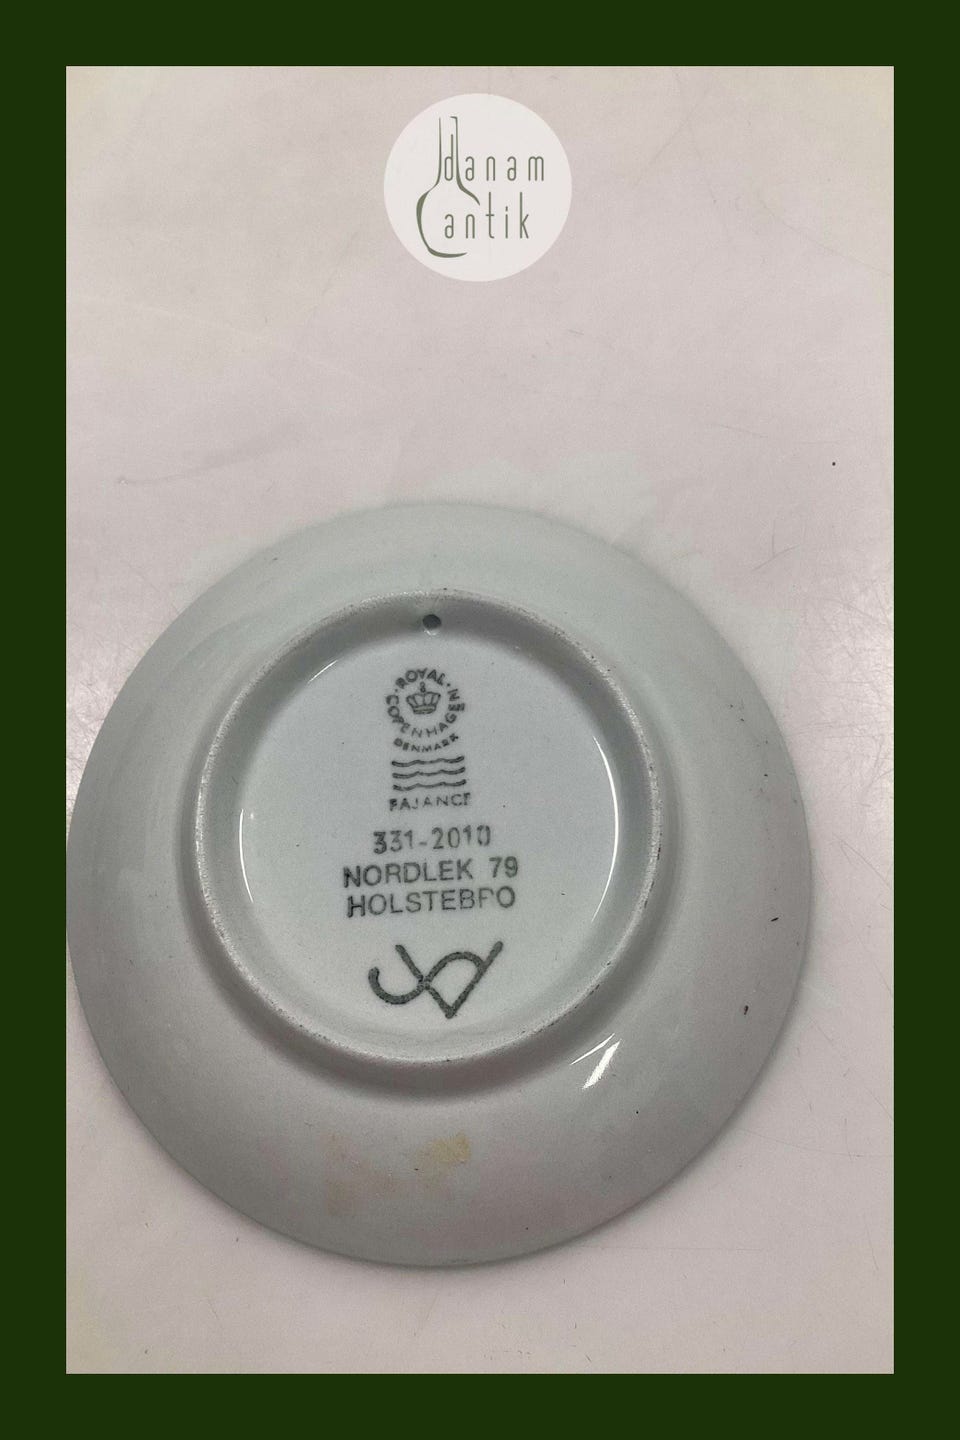 danam
antik
· ROYAL ·
COPENHAGEN
DENMARK
FAJANCE
331-2010
NORDLEK 79
HOLSTEBRO